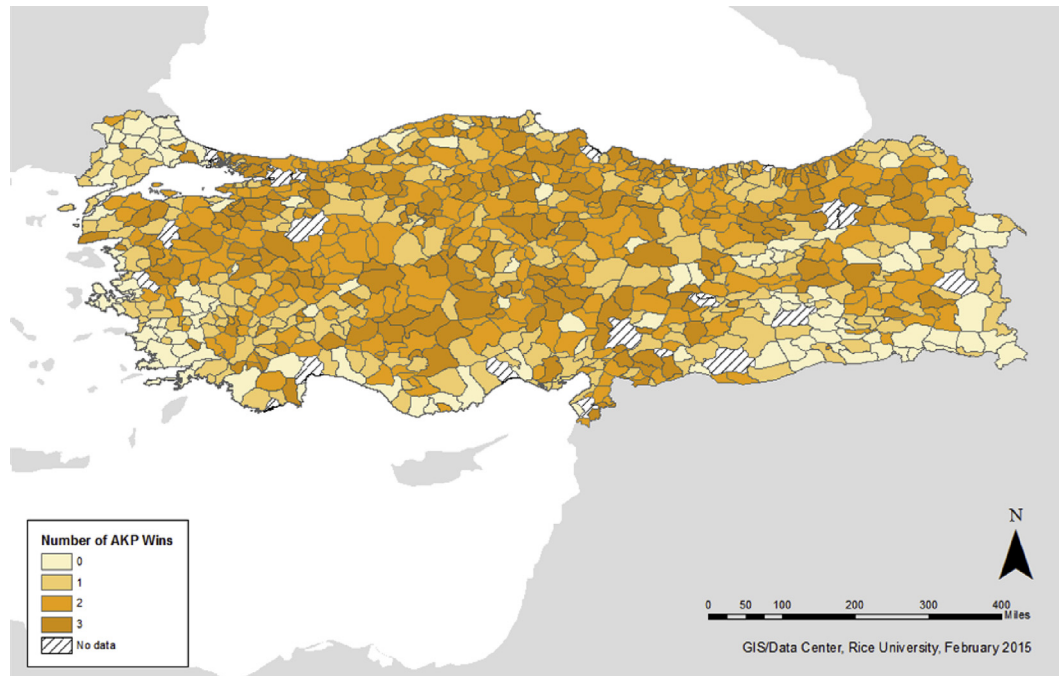 Number of AKP Wins
0
1
2
3
No data
N
0 50 100 200 300 400
Miles
GIS/Data Center, Rice University, February 2015